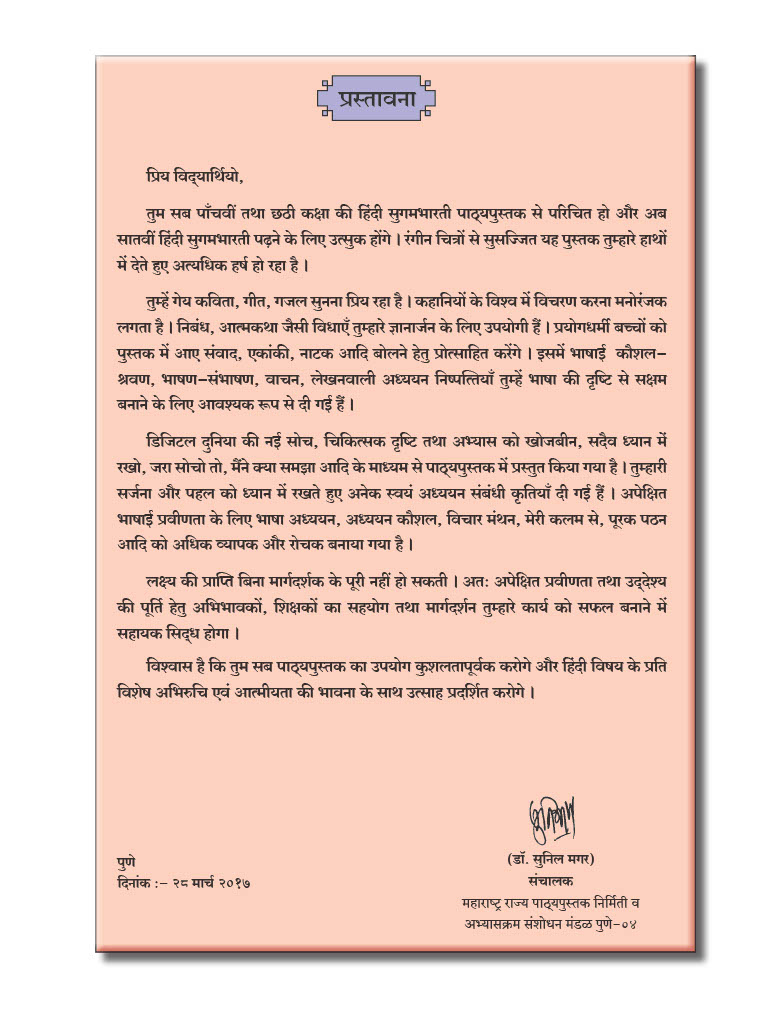 प्रस्तावना
प्रिय विद्‌यार्थियो,
तुम सब पाँचवीं तथा छठी कक्षा की हिंदी सुगमभारती पाठ्‌यपुस्तक से परिचित हो और अब
सातवीं हिंदी सुगमभारती पढ़ने के लिए उत्सुक होंगे । रंगीन चित्रों से सुसज्जित यह पुस्तक तुम्हारे हाथों
में देते हुए अत्यधिक हर्ष हो रहा है ।
तुम्हें गेय कविता, गीत, गजल सुनना प्रिय रहा है । कहानियों के विश्व में विचरण करना मनोरंजक
लगता है । निबंध, आत्मकथा जैसी विधाएँ तुम्हारे ज्ञानार्जन के लिए उपयोगी हैं । प्रयोगधर्मी बच्चों को
पुस्तक में आए संवाद, एकांकी, नाटक आदि बोलने हेतु प्रोत्साहित करेंगे । इसमें भाषाई कौशल–
श्रवण, भाषण–संभाषण, वाचन, लेखनवाली अध्ययन निष्पत्तियाँ तुम्हें भाषा की दृष्टि से सक्षम
बनाने के लिए आवश्यक रूप से दी गई हैं ।
डिजिटल दुनिया की नई सोच, चिकित्सक दृष्टि तथा अभ्यास को खोजबीन, सदैव ध्यान में
रखो, जरा सोचो तो, मैंने क्या समझा आदि के माध्यम से पाठ्‌यपुस्तक में प्रस्तुत किया गया है । तुम्हारी
सर्जना और पहल को ध्यान में रखते हुए अनेक स्वयं अध्ययन संबंधी कृतियाँ दी गई हैं । अपेक्षित
भाषाई प्रवीणता के लिए भाषा अध्ययन, अध्ययन कौशल, विचार मंथन, मेरी कलम से, पूरक पठन
आदि को अधिक व्यापक और रोचक बनाया गया है ।
लक्ष्य की प्राप्ति बिना मार्गदर्शक के पूरी नहीं हो सकती । अतः अपेक्षित प्रवीणता तथा उद्‌देश्य
की पूर्ति हेतु अभिभावकों, शिक्षकों का सहयोग तथा मार्गदर्शन तुम्हारे कार्य को सफल बनाने में
सहायक सिद्‌ध होगा ।
विश्वास है कि तुम सब पाठ्‌यपुस्तक का उपयोग कुशलतापूर्वक करोगे और हिंदी विषय के प्रति
विशेष अभिरुचि एवं आत्मीयता की भावना के साथ उत्साह प्रदर्शित करोगे ।
पुणे
दिनांक :– २८ मार्च २०१७
(डॉ. सुनिल मगर)
संचालक
महाराष्ट्र राज्य पाठ्‌यपुस्तक निर्मिती व
अभ्यासक्रम संशोधन मंडळ पुणे–०४